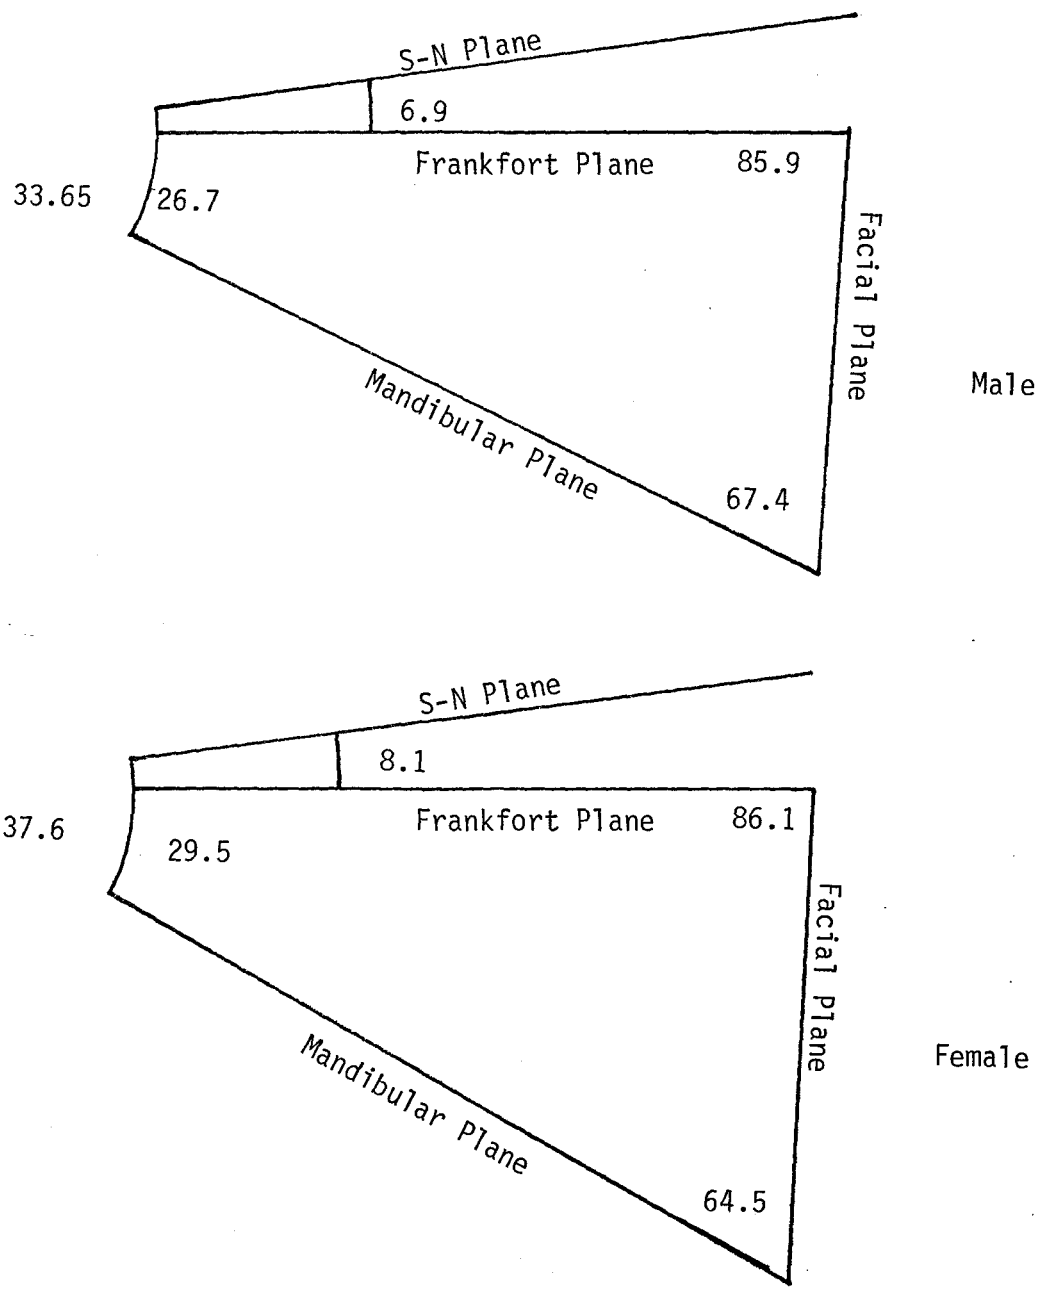 S-N Plane
6.9
Frankfort Plane
85.9
33.65
26.7
Facial Plane
Male
Mandibular Plane
67.4
S-N Plane
8.1
Frankfort Plane
86.1
37.6
29.5
Facial Plane
Female
Mandibular Plane
64.5